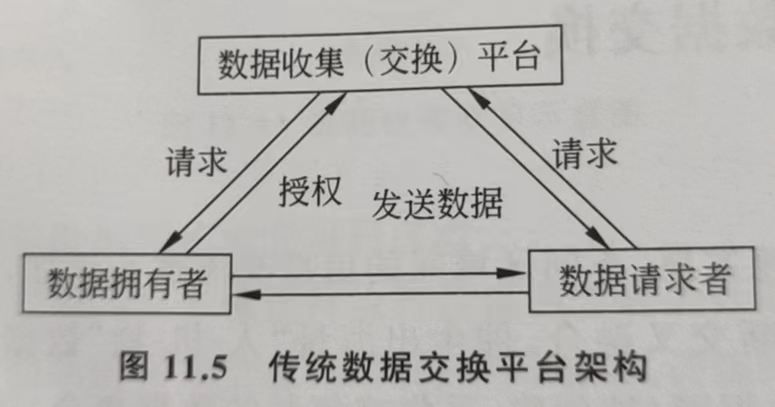 数据收集（交换）平台
请求
请求
授权
发送数据
数据拥有者
数据请求者
图 11.5 传统数据交换平台架构